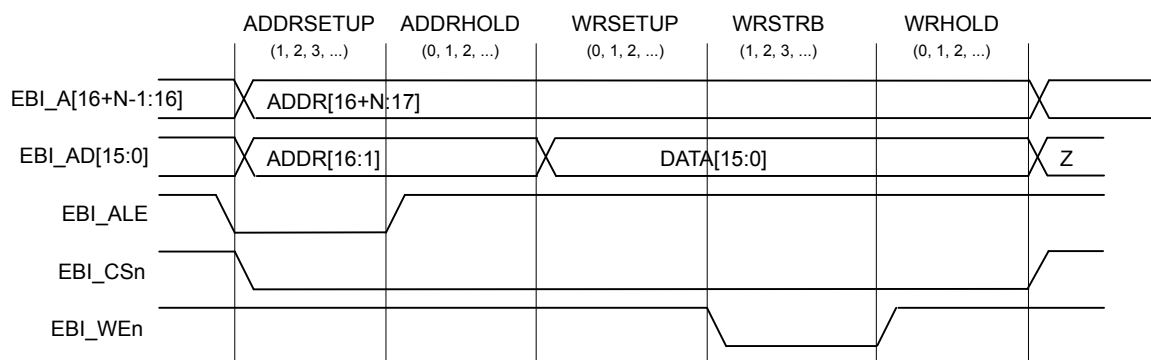 ADDRSETUP ADDRHOLD WRSETUP WRSTRB WRHOLD
(1, 2, 3, ...) (0, 1, 2, ...) (0, 1, 2, ...) (1, 2, 3, ...) (0, 1, 2, ...)
EBI_A[16+N-1:16] ADDR[16+N:17]
EBI_AD[15:0] ADDR[16:1] DATA[15:0] Z
EBI_ALE
EBI_CSn
EBI_WEn